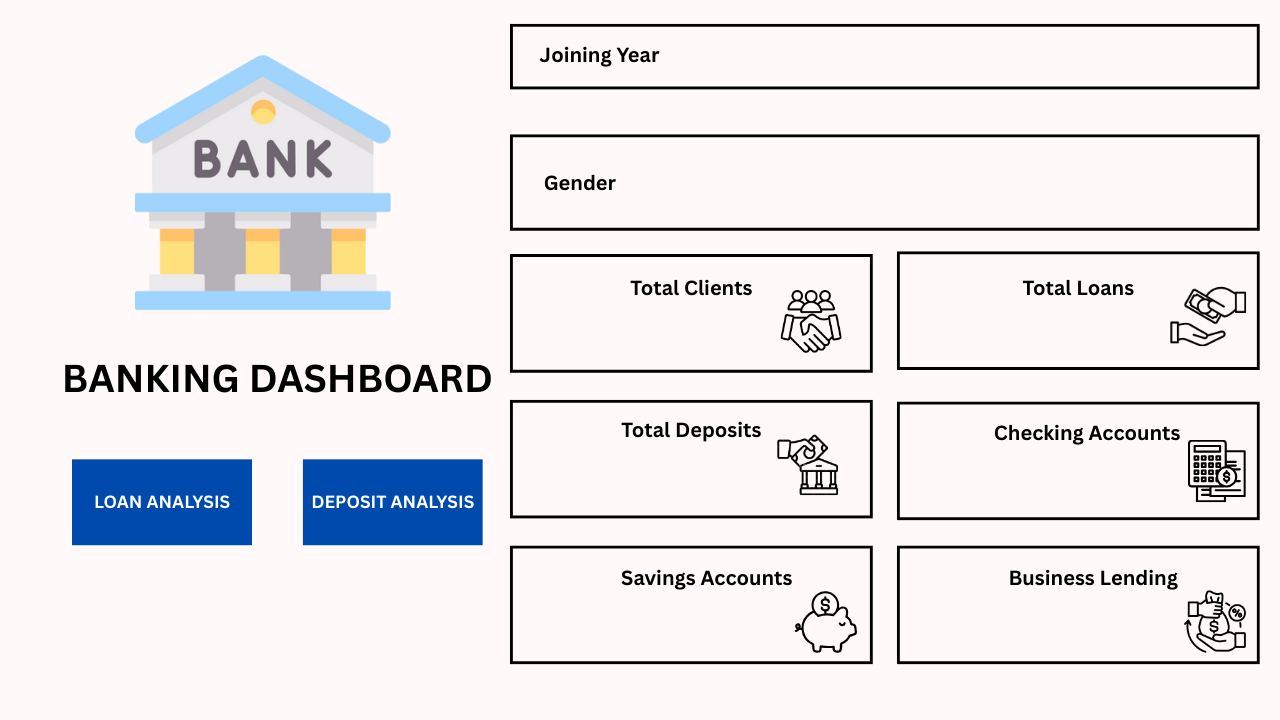 BANK
BANKING DASHBOARD
LOAN ANALYSIS
DEPOSIT ANALYSIS
Joining Year
Gender
Total Clients
Total Loans
Total Deposits
Checking Accounts
$
Savings Accounts
$
Business Lending
%
$